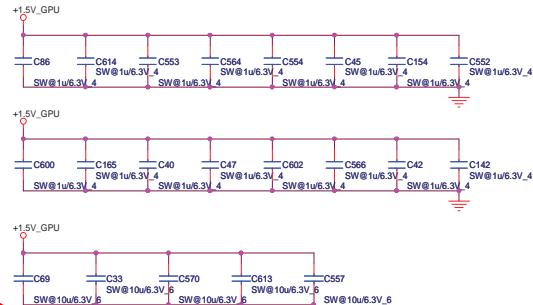 +1.5V_GPU
C86 C614 C553 C564 C554 C45 C154 C552
SW@1u/6.3V_4 SW@1u/6.3V_4 SW@1u/6.3V_4 SW@1u/6.3V_4
SW@1u/6.3V_4 SW@1u/6.3V_4 SW@1u/6.3V_4 SW@1u/6.3V_4
+1.5V_GPU
C600 C165 C40 C47 C602 C566 C42 C142
SW@1u/6.3V_4 SW@1u/6.3V_4 SW@1u/6.3V_4 SW@1u/6.3V_4
SW@1u/6.3V_4 SW@1u/6.3V_4 SW@1u/6.3V_4 SW@1u/6.3V_4
+1.5V_GPU
C69 C33 C570 C613 C557
SW@10u/6.3V_6 SW@10u/6.3V_6
SW@10u/6.3V_6 SW@10u/6.3V_6 SW@10u/6.3V_6